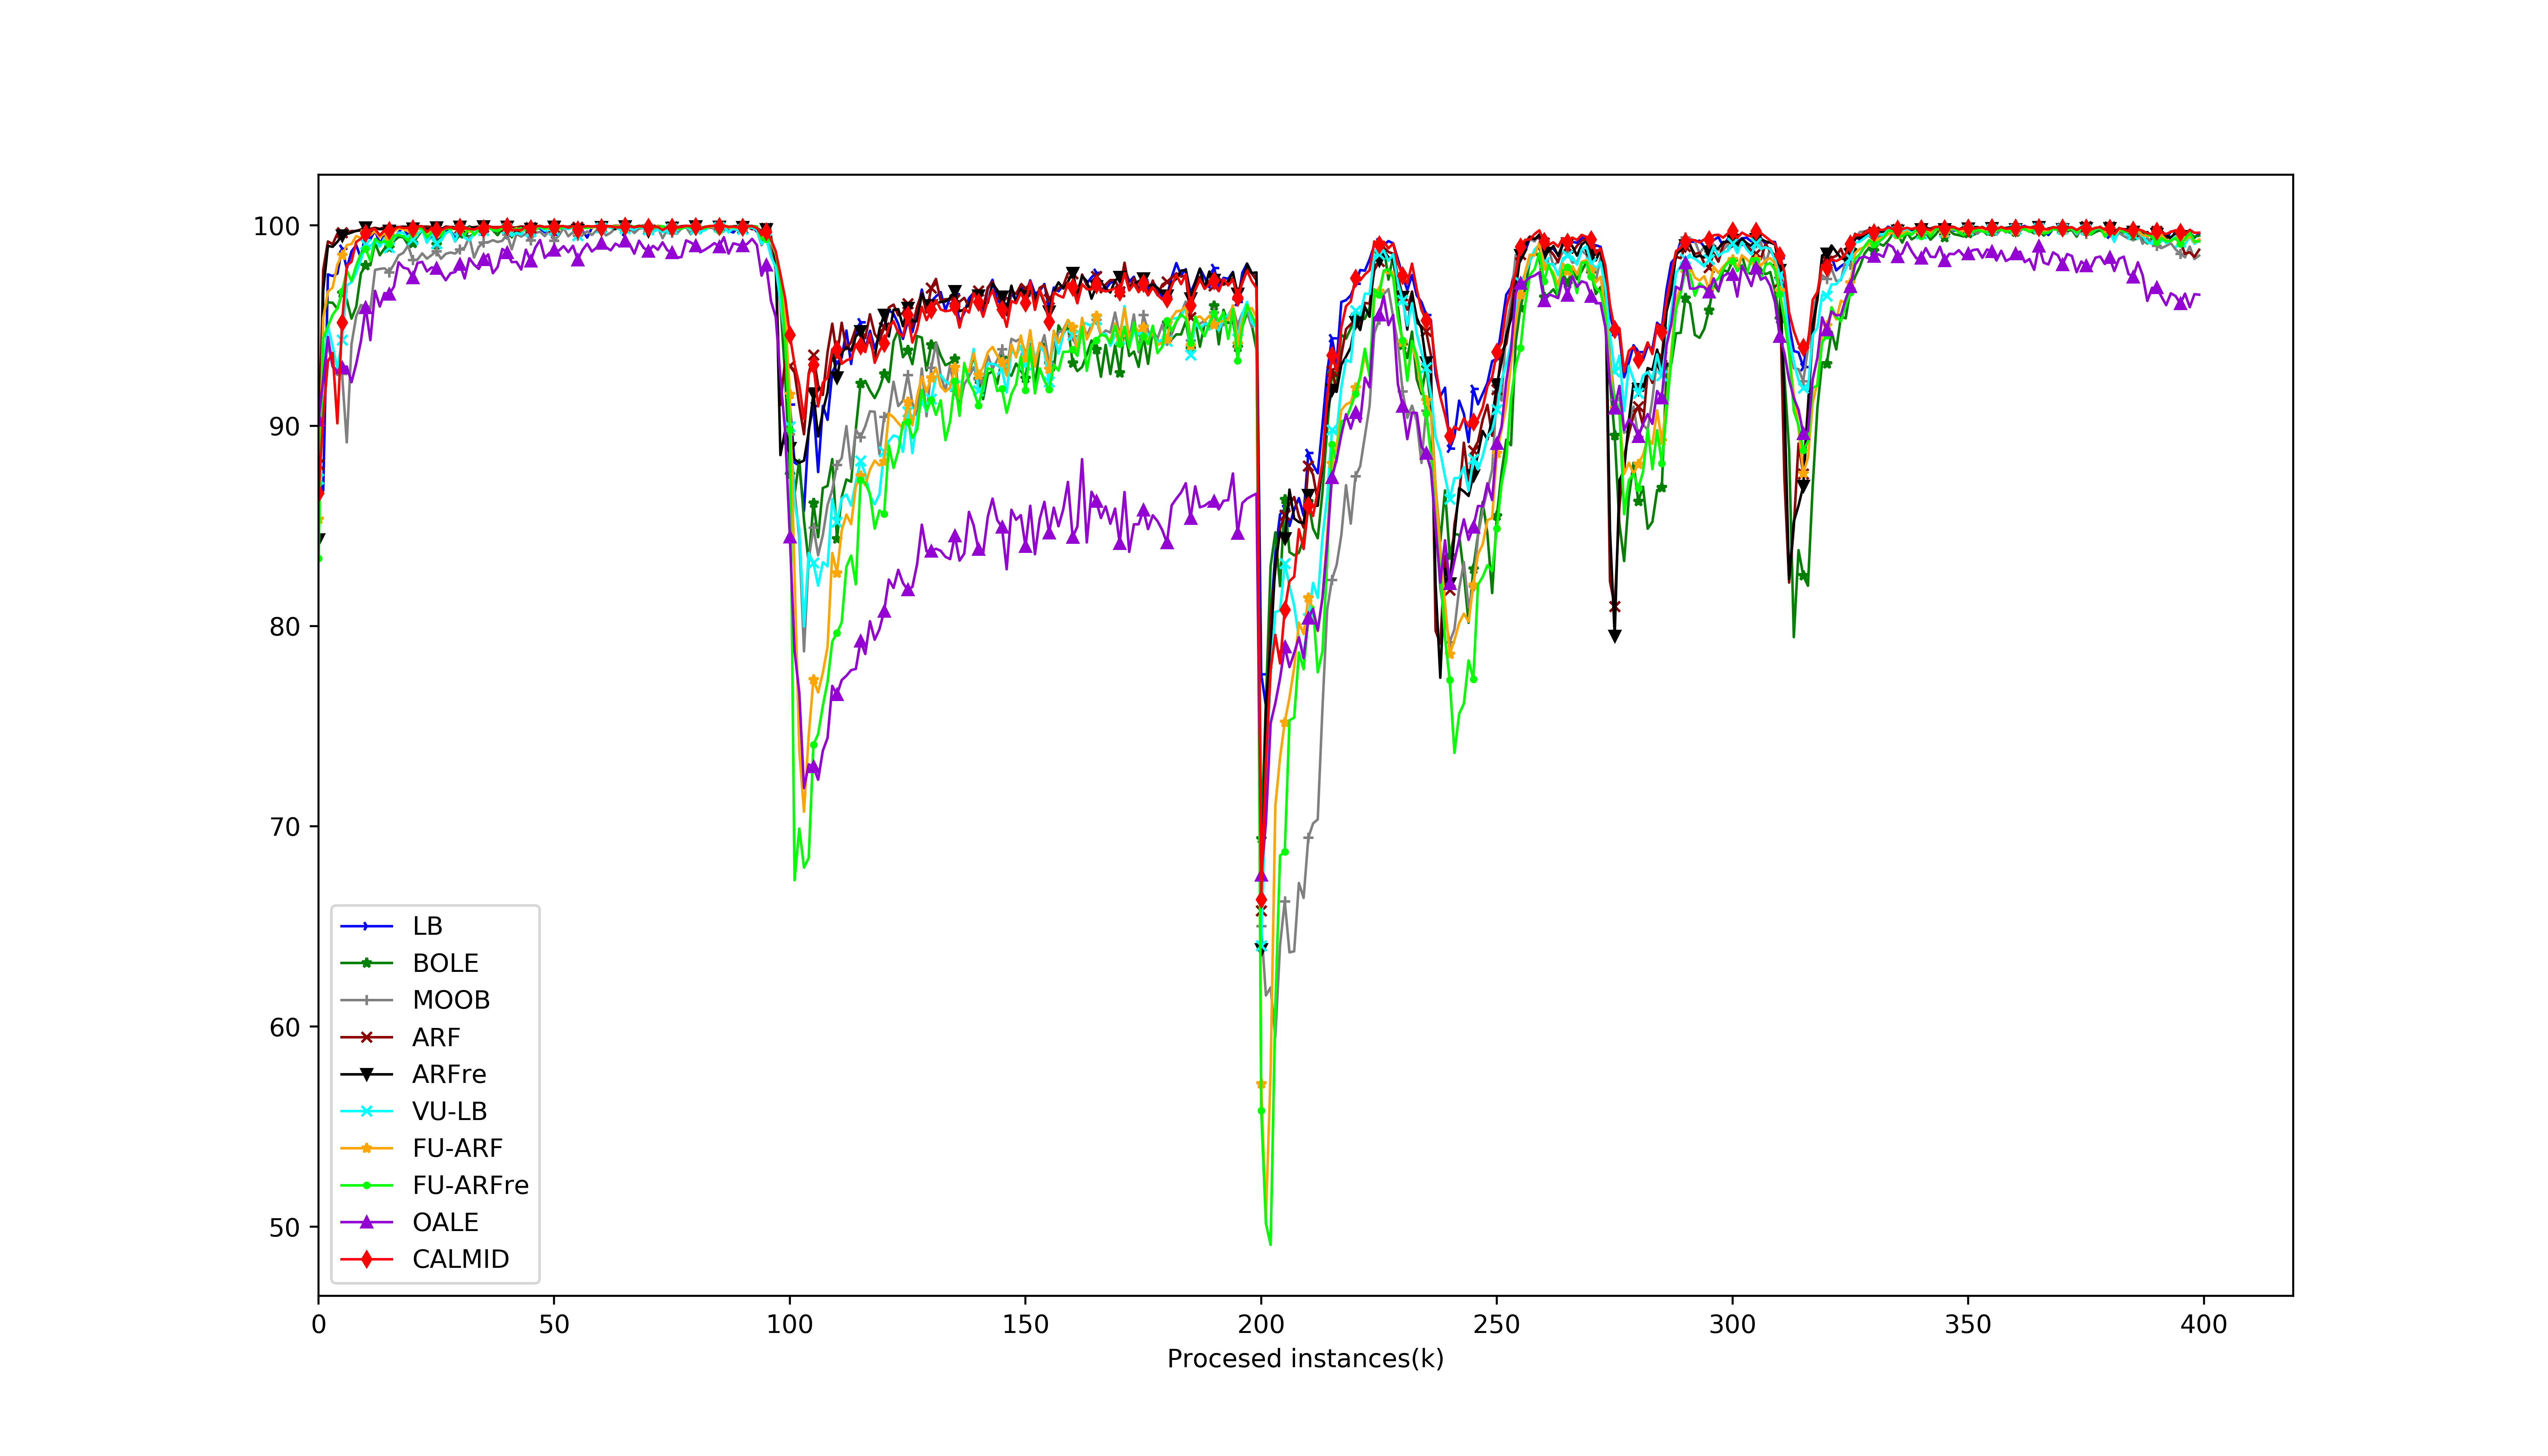 100
90
80
70
60
50
LB
BOLE
MOOB
ARF
ARFre
VU-LB
FU-ARF
FU-ARFre
OALE
CALMID
0 50 100 150 200 250 300 350 400
Procesed instances(k)